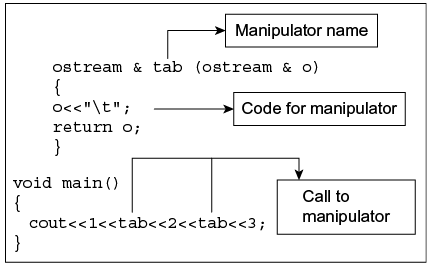 Manipulator name
ostream & tab (ostream & o)
{
o<<"\t";
Code for manipulator
return o;
}
void main()
{
Call to
manipulator
cout<<1<<tab<<2<<tab<<3;
}